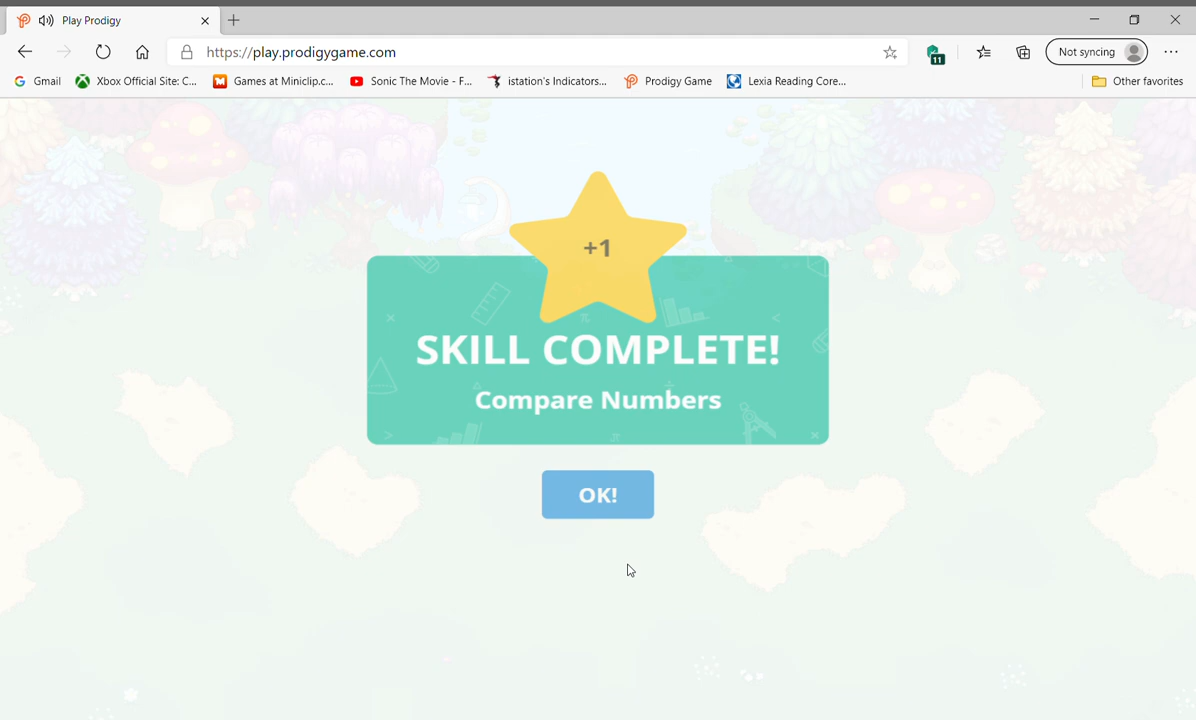 Play Prodigy
https://play.prodigygame.com
11
Not syncing
Gmail
Xbox Official Site: C...
Games at Miniclip.c...
Sonic The Movie - F...
istation's Indicators...
Prodigy Game
Lexia Reading Core...
Other favorites
+1
SKILL COMPLETE!
Compare Numbers
OK!